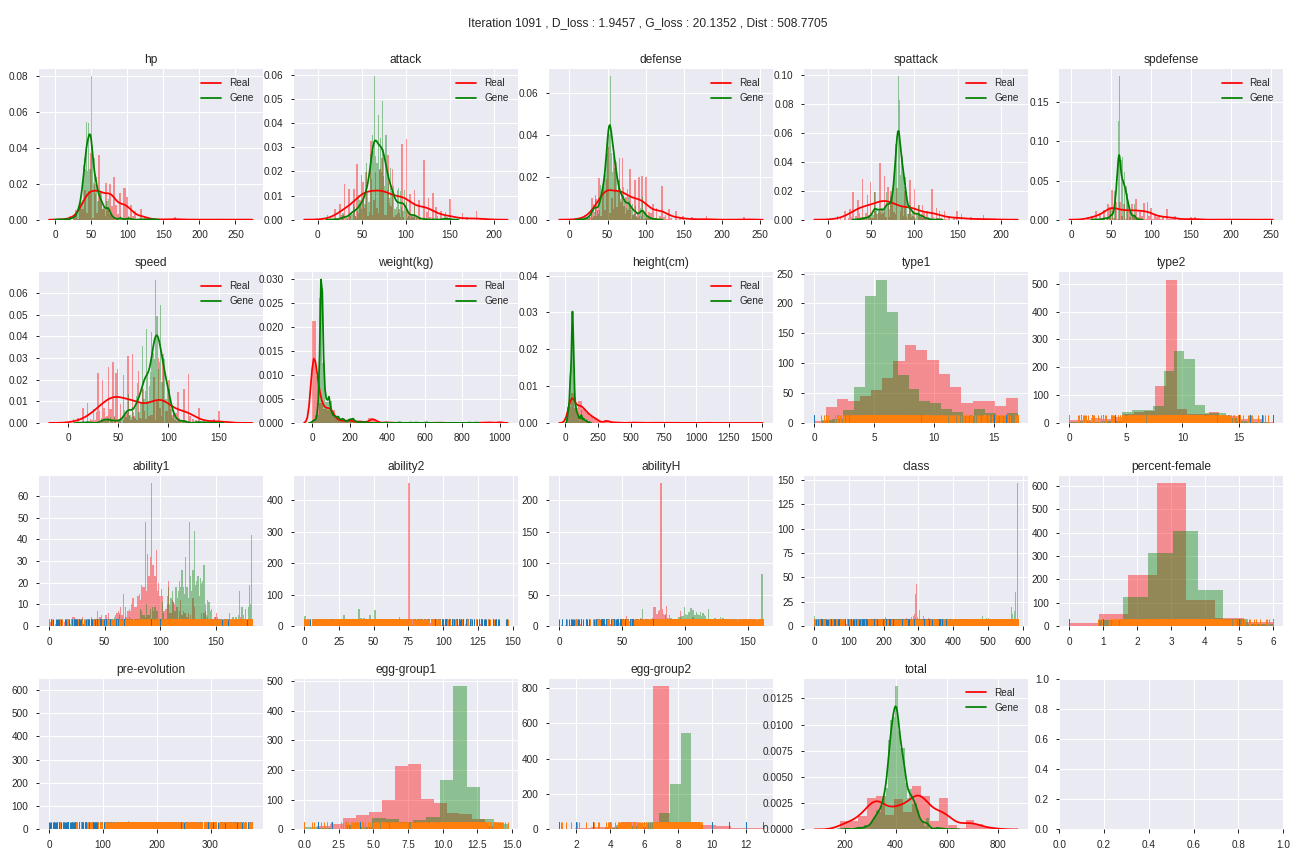 Iteration 1091 , D_loss : 1.9457 , G_loss : 20.1352 , Dist : 508.7705
hp
Real
Gene
0.08
0.06
0.04
0.02
0.00
0 50 100 150 200 250
attack
Real
Gene
0.06
0.05
0.04
0.03
0.02
0.01
0.00
0 50 100 150 200
defense
Real
Gene
0.06
0.04
0.02
0.00
0 50 100 150 200 250
spattack
Real
Gene
0.10
0.08
0.06
0.04
0.02
0.00
0 50 100 150 200
spdefense
Real
Gene
0.15
0.10
0.05
0.00
0 50 100 150 200 250
speed
Real
Gene
0.06
0.05
0.04
0.03
0.02
0.01
0.00
0 50 100 150
weight(kg)
Real
Gene
0.030
0.025
0.020
0.015
0.010
0.005
0.000
0 200 400 600 800 1000
height(cm)
Real
Gene
0.04
0.03
0.02
0.01
0.00
0 250 500 750 1000 1250 1500
type1
250
200
150
100
50
0
0 5 10 15
type2
500
400
300
200
100
0
0 5 10 15
ability1
60
50
40
30
20
10
0
0 50 100 150
ability2
400
300
200
100
0
0 25 50 75 100 125 150
abilityH
200
100
0
0 50 100 150
class
150
125
100
75
50
25
0
0 100 200 300 400 500 600
percent-female
600
500
400
300
200
100
0
0 1 2 3 4 5 6
pre-evolution
600
500
400
300
200
100
0
0 100 200 300
egg-group1
500
400
300
200
100
0
0.0 2.5 5.0 7.5 10.0 12.5 15.0
egg-group2
800
600
400
200
0
2 4 6 8 10 12
total
Real
Gene
0.0125
0.0100
0.0075
0.0050
0.0025
0.0000
200 400 600 800
1.0
0.8
0.6
0.4
0.2
0.0
0.0 0.2 0.4 0.6 0.8 1.0